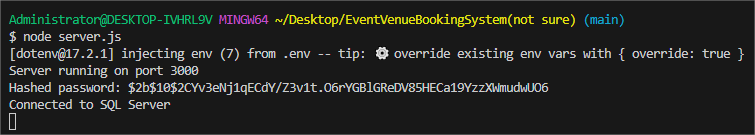 Administrator@DESKTOP-IVHRL9V MINGW64 ~/Desktop/EventVenueBookingSystem(not sure) (main)
$ node server.js
[dotenv@17.2.1] injecting env (7) from .env -- tip: ⚙️ override existing env vars with { override: true }
Server running on port 3000
Hashed password: $2b$10$2CYv3eNj1qECdY/Z3v1t.O6rYGBlGReDV85HECa19YzzXWmudwUO6
Connected to SQL Server